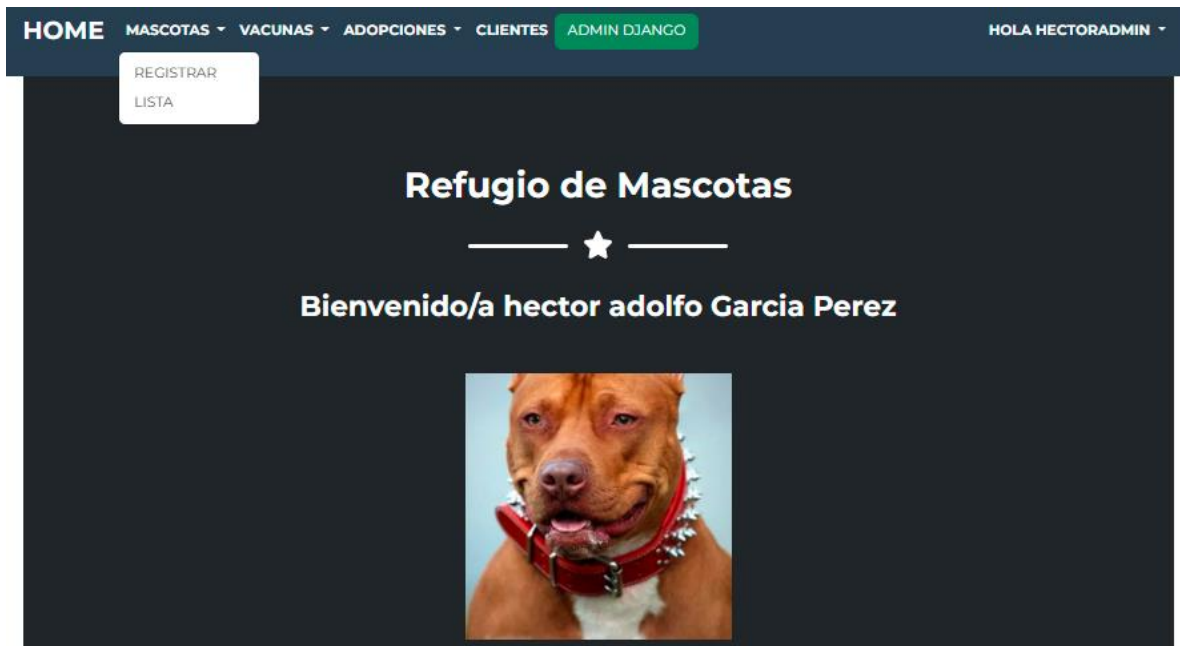 HOME MASCOTAS VACUNAS ADOPCIONES CLIENTES ADMIN DJANGO HOLA HECTORADMIN
REGISTRAR
LISTA
Refugio de Mascotas
Bienvenido/a hector adolfo Garcia Perez